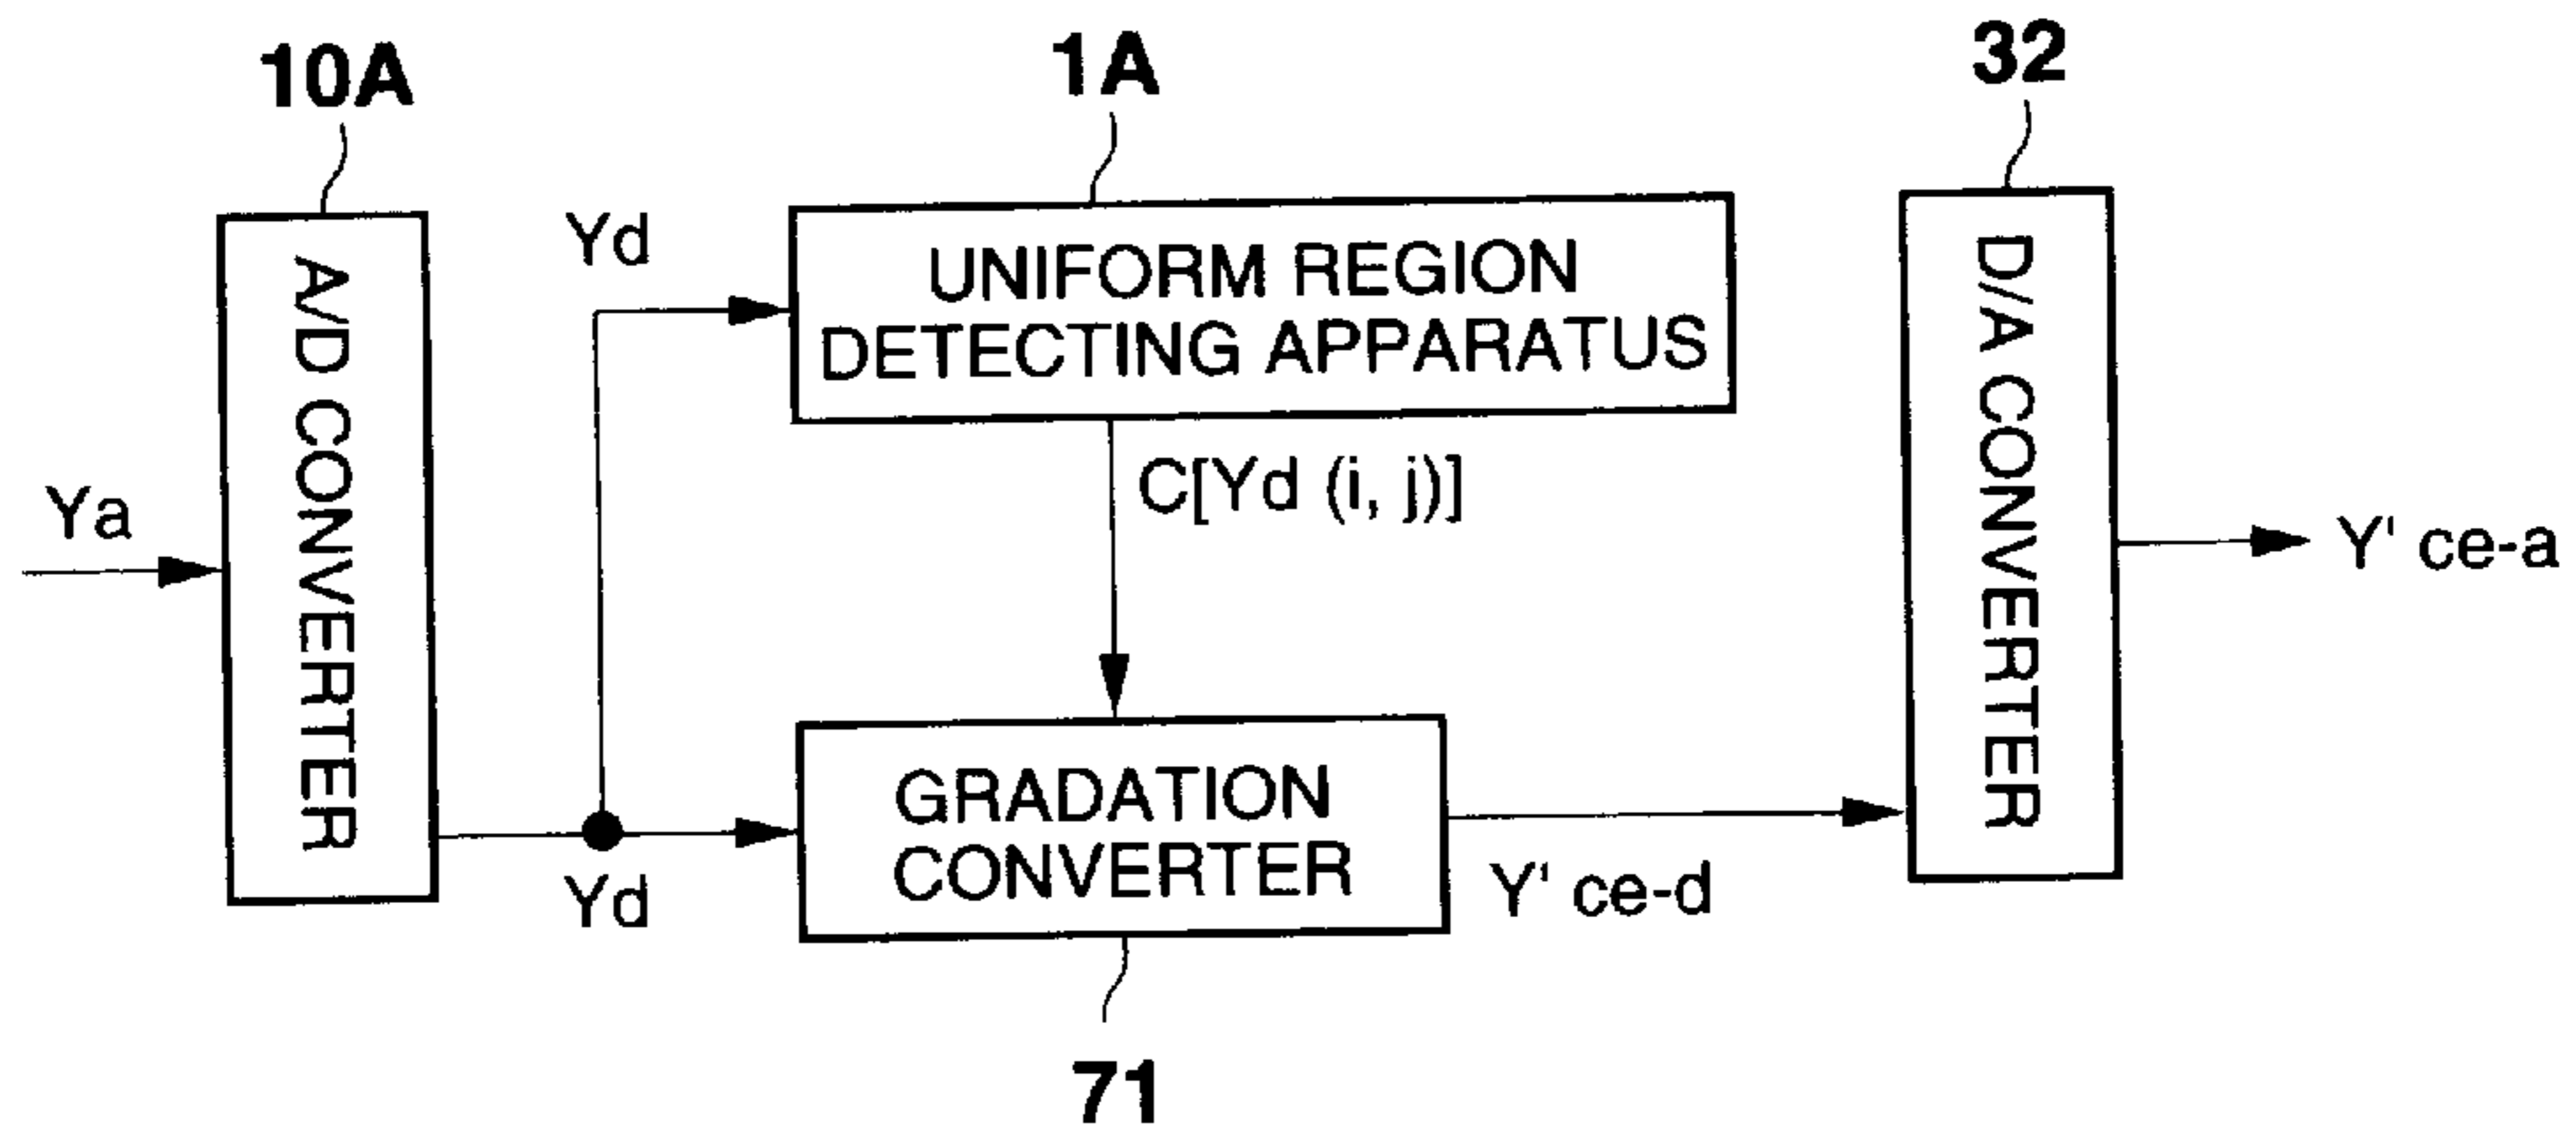 10A
1A
32
Yd
UNIFORM REGION
DETECTING APPARATUS
A/D CONVERTER
D/A CONVERTER
Ya
C[Yd (i, j)]
Y' ce-a
GRADATION
CONVERTER
Yd
Y' ce-d
71